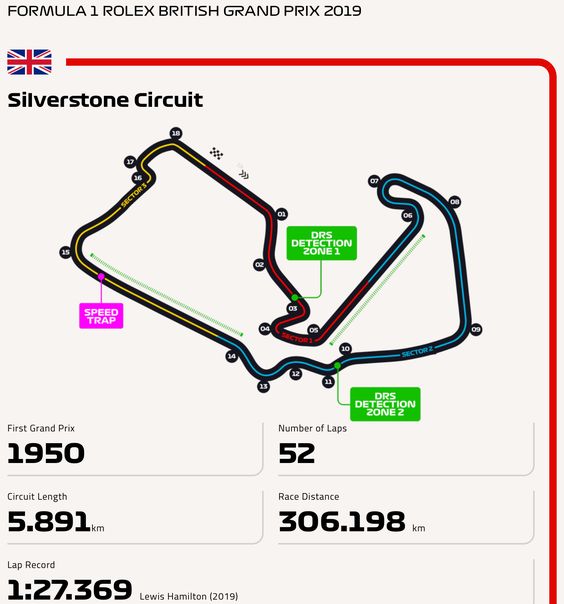 FORMULA 1 ROLEX BRITISH GRAND PRIX 2019
Silverstone Circuit
18
17
16
SECTOR 3
07
08
06
01
DRS
DETECTION
ZONE 1
02
15
03
SPEED
TRAP
04
05
SECTOR 1
09
10
SECTOR 2
14
12
11
13
DRS
DETECTION
ZONE 2
First Grand Prix
1950
Number of Laps
52
Circuit Length
5.891km
Race Distance
306.198 km
Lap Record
1:27.369 Lewis Hamilton (2019)